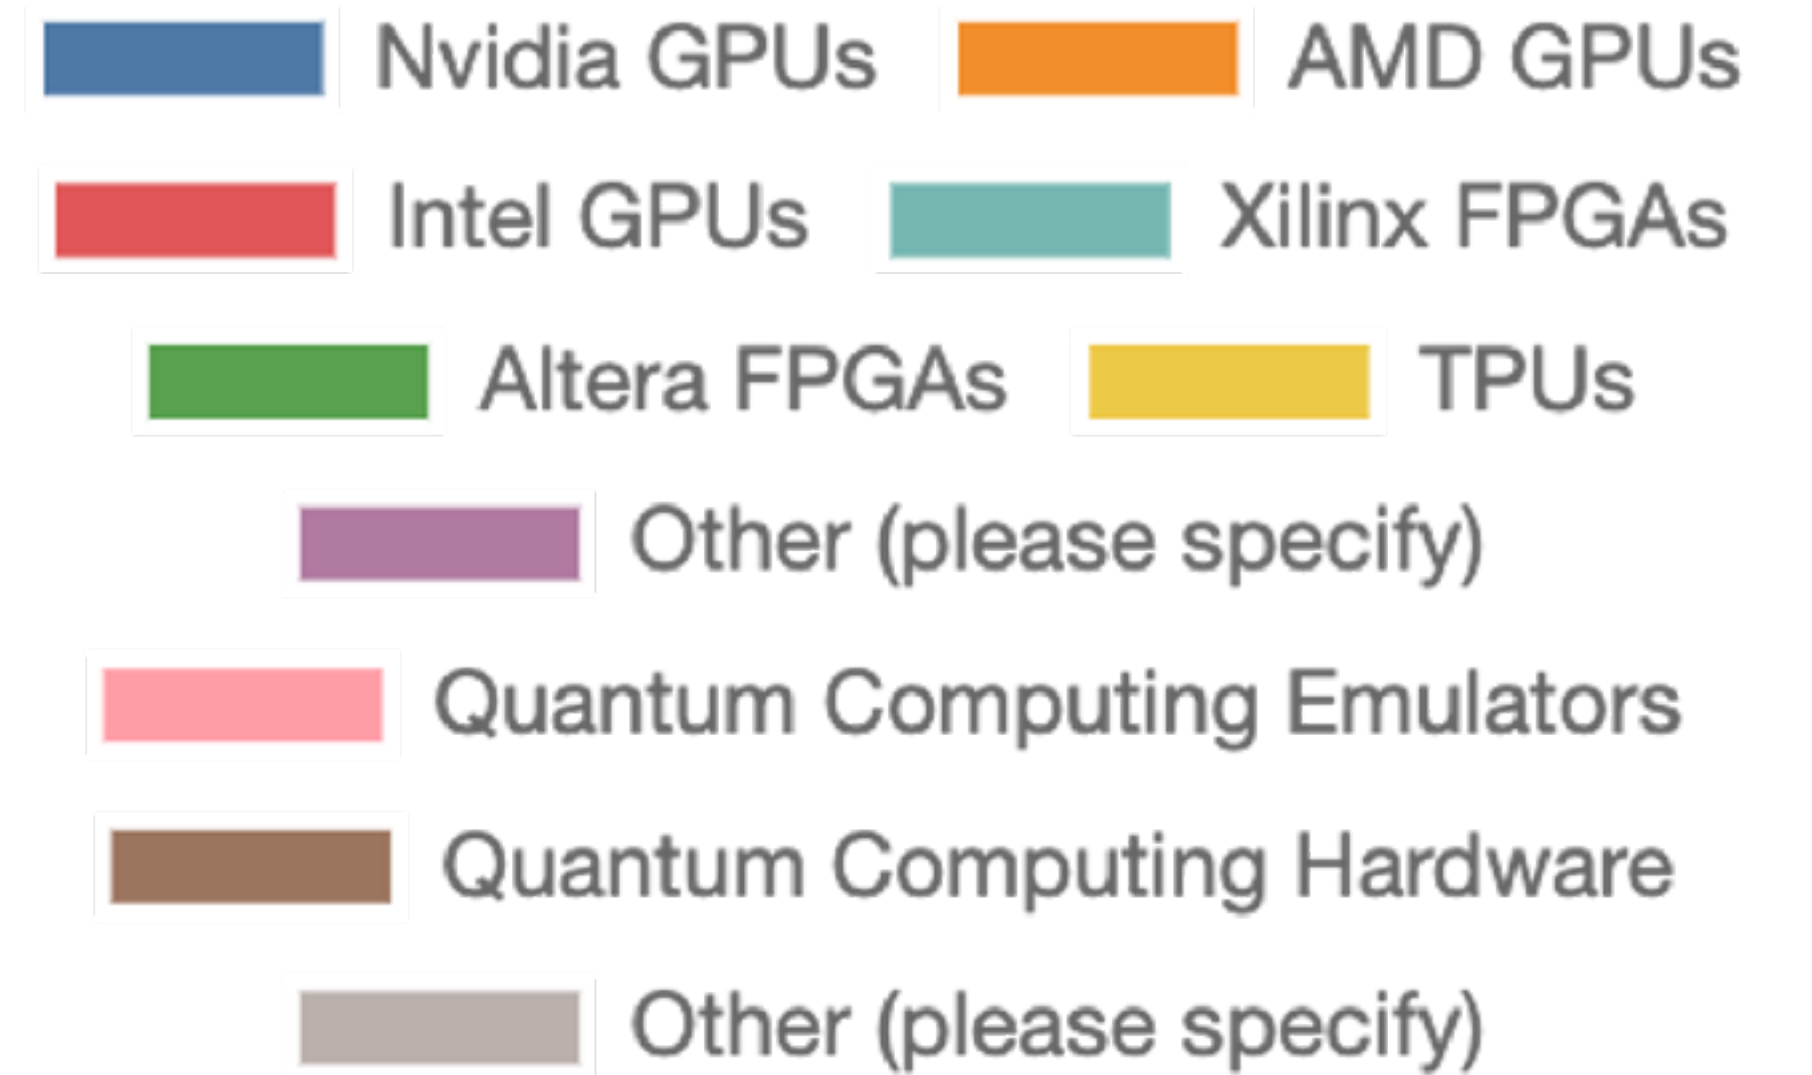 Nvidia GPUs AMD GPUs
Intel GPUs Xilinx FPGAs
Altera FPGAs TPUs
Other (please specify)
Quantum Computing Emulators
Quantum Computing Hardware
Other (please specify)